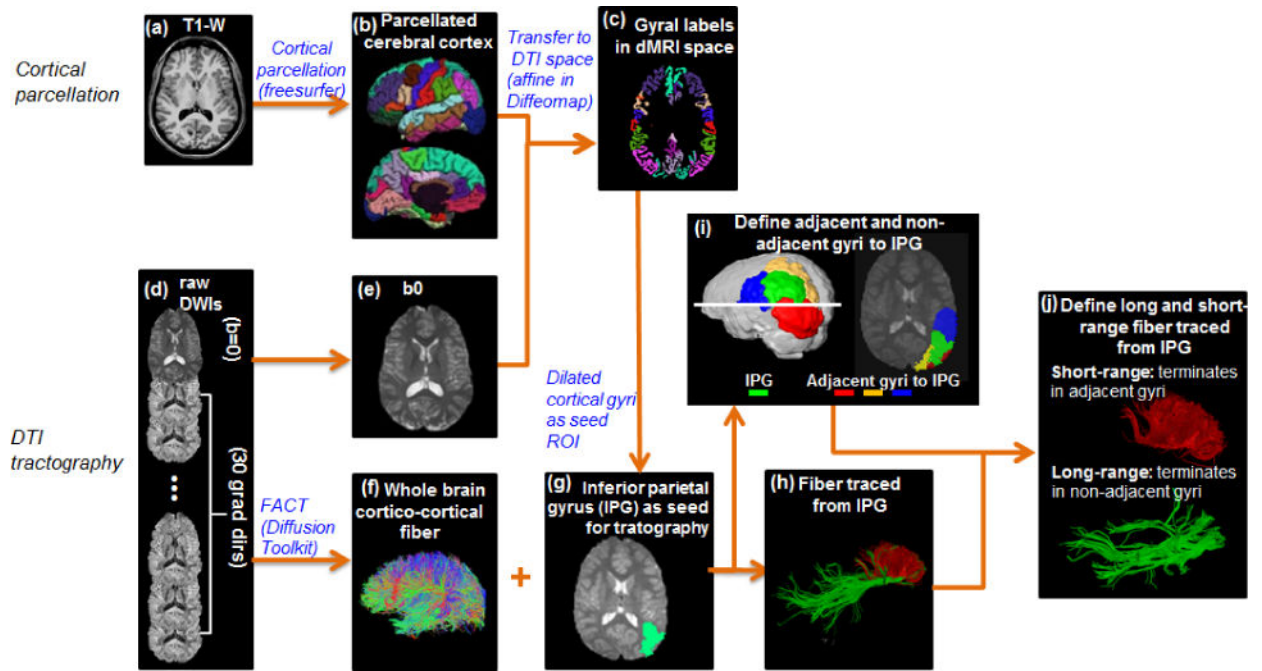 (a) T1-W
Cortical
parcellation
Cortical
parcellation
(freesurfer)
(b) Parcellated
cerebral cortex
Transfer to
DTI space
(affine in
Diffeomap)
(c) Gyral labels
in dMRI space
DTI
tractography
(d) raw
DWIs
(b=0)
(30 grad dirs)
(e) b0
FACT
(Diffusion
Toolkit)
(f) Whole brain
cortico-cortical
fiber
+
Dilated
cortical gyri
as seed
ROI
(g) Inferior parietal
gyrus (IPG) as seed
for tratography
(h) Fiber traced
from IPG
(i) Define adjacent and non-
adjacent gyri to IPG
IPG
Adjacent gyri to IPG
(j) Define long and short-
range fiber traced
from IPG
Short-range: terminates
in adjacent gyri
Long-range: terminates
in non-adjacent gyri